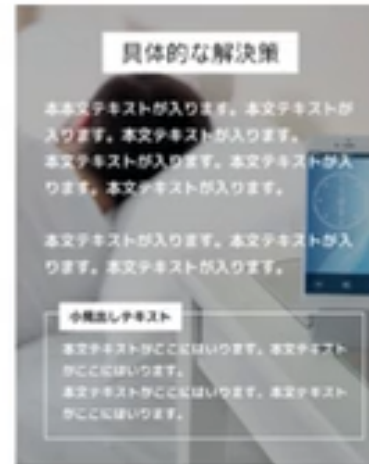 具体的な解決策
本本文テキストが入ります。本文テキストが
入ります。本文テキストが入ります。
本文テキストが入ります。本文テキストが入
ります。本文テキストが入ります。
本文テキストが入ります。本文テキストが入
ります。本文テキストが入ります。
小見出しテキスト
本文テキストがここにはいります。本文テキスト
がここにはいります。
本文テキストがここにはいります。本文テキスト
がここにはいります。